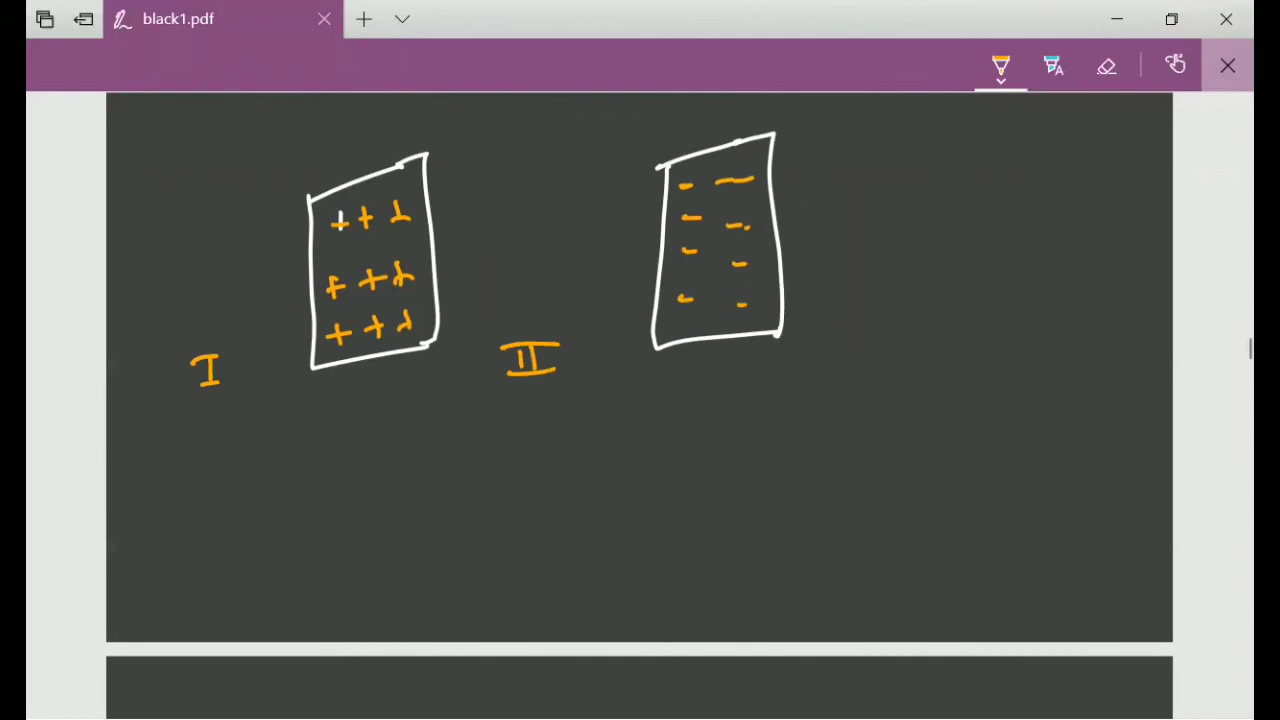 black1.pdf
+ + +
+ + +
+ + +
- -
- -
- -
- -
I
II